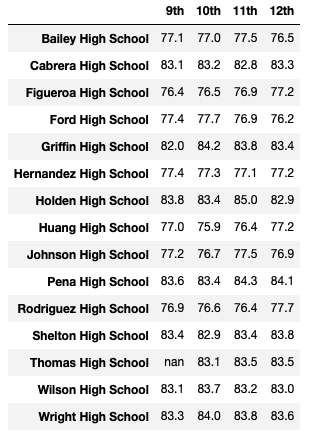 9th 10th 11th 12th
Bailey High School 77.1 77.0 77.5 76.5
Cabrera High School 83.1 83.2 82.8 83.3
Figueroa High School 76.4 76.5 76.9 77.2
Ford High School 77.4 77.7 76.9 76.2
Griffin High School 82.0 84.2 83.8 83.4
Hernandez High School 77.4 77.3 77.1 77.2
Holden High School 83.8 83.4 85.0 82.9
Huang High School 77.0 75.9 76.4 77.2
Johnson High School 77.2 76.7 77.5 76.9
Pena High School 83.6 83.4 84.3 84.1
Rodriguez High School 76.9 76.6 76.4 77.7
Shelton High School 83.4 82.9 83.4 83.8
Thomas High School nan 83.1 83.5 83.5
Wilson High School 83.1 83.7 83.2 83.0
Wright High School 83.3 84.0 83.8 83.6